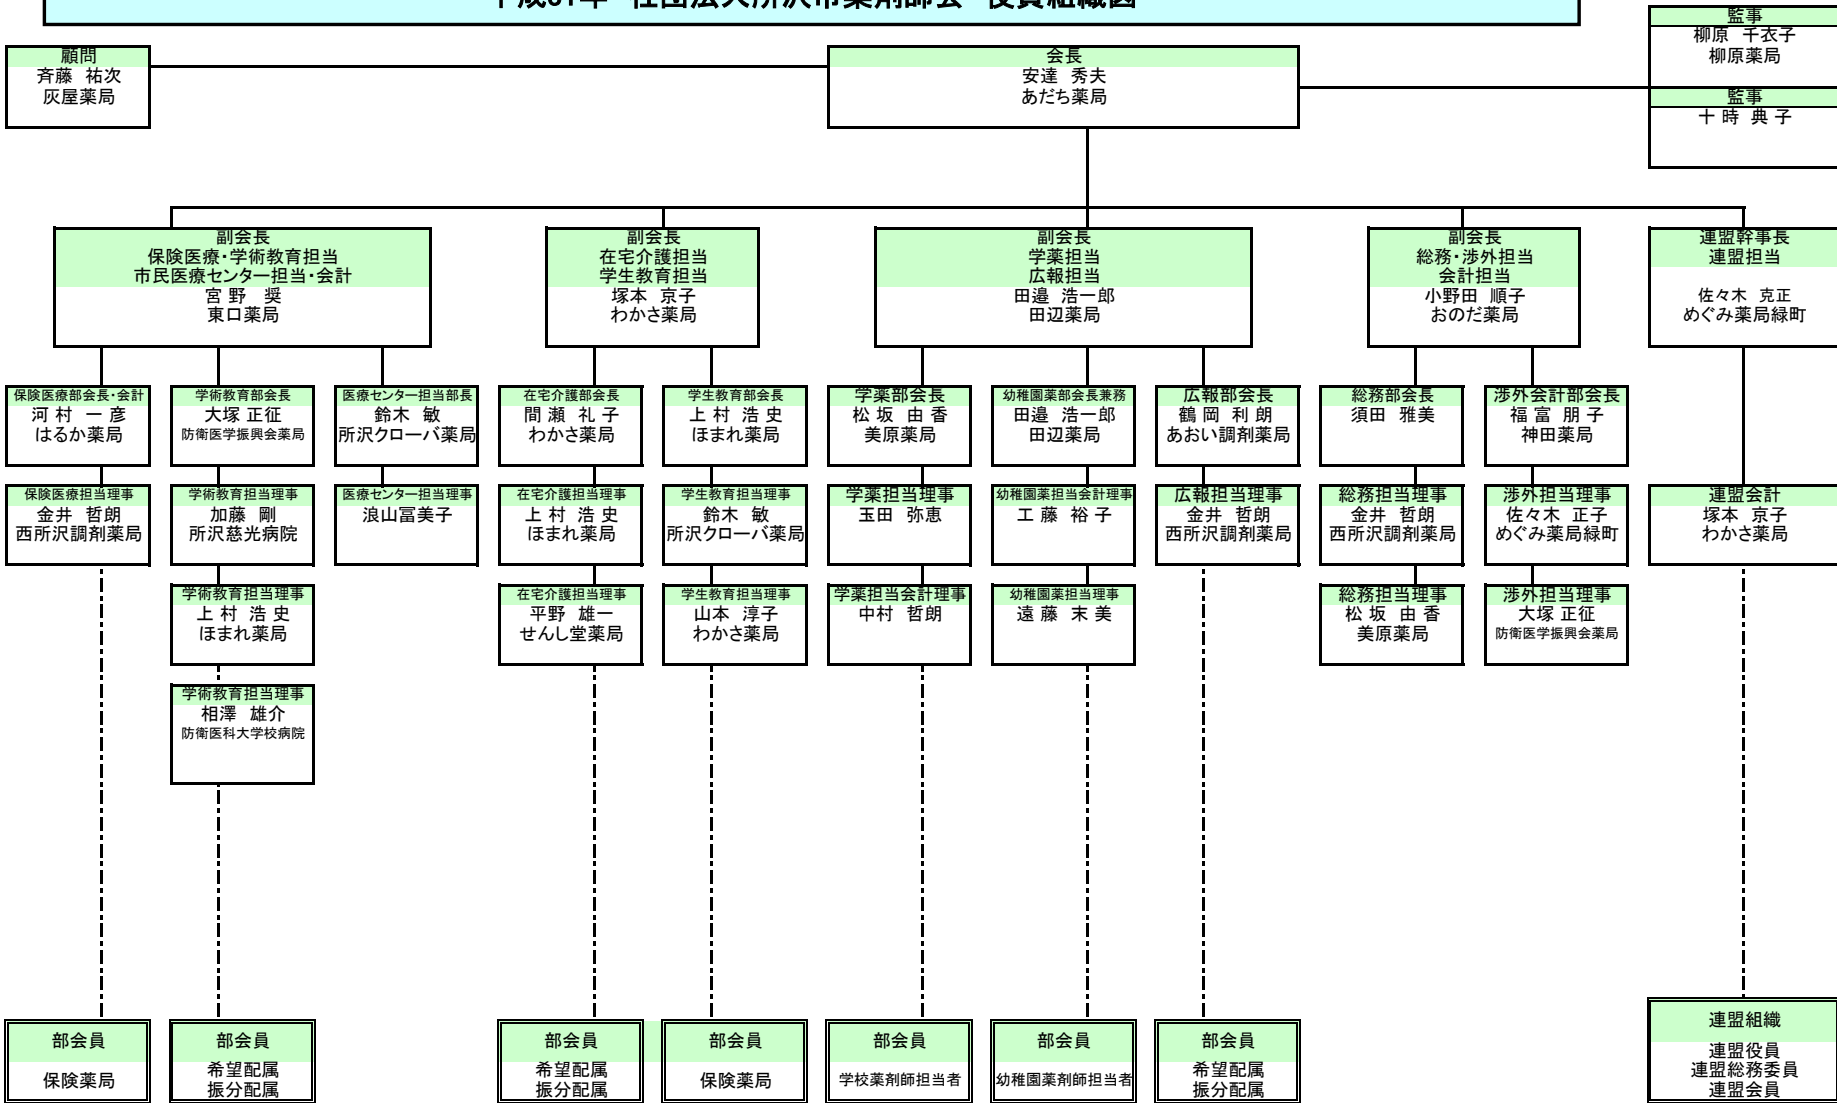 平成31年 社団法人所沢市薬剤師会 役員組織図
監事
柳原 千衣子
柳原薬局
監事
十 時 典 子
顧問
斉藤 祐次
灰屋薬局
会長
安達 秀夫
あだち薬局
副会長
保険医療・学術教育担当
市民医療センター担当・会計
宮 野 奨
東口薬局
副会長
在宅介護担当
学生教育担当
塚本 京子
わかさ薬局
副会長
学薬担当
広報担当
田邉 浩一郎
田辺薬局
副会長
総務・渉外担当
会計担当
小野田 順子
おのだ薬局
連盟幹事長
連盟担当
佐々木 克正
めぐみ薬局緑町
保険医療部会長・会計
河 村 一 彦
はるか薬局
学術教育部会長
大塚 正征
防衛医学振興会薬局
医療センター担当部長
鈴木 敏
所沢クローバ薬局
在宅介護部会長
間 瀬 礼 子
わかさ薬局
学生教育部会長
上 村 浩 史
ほまれ薬局
学薬部会長
松 坂 由 香
美原薬局
幼稚園薬部会長兼務
田邉 浩一郎
田辺薬局
広報部会長
鶴 岡 利 朗
あおい調剤薬局
総務部会長
須田 雅美
渉外会計部会長
福 富 朋 子
神田薬局
保険医療担当理事
金井 哲朗
西所沢調剤薬局
学術教育担当理事
加藤 剛
所沢慈光病院
医療センター担当理事
浪山冨美子
在宅介護担当理事
上 村 浩 史
ほまれ薬局
学生教育担当理事
鈴木 敏
所沢クローバ薬局
学薬担当理事
玉田 弥恵
幼稚園薬担当会計理事
工 藤 裕 子
広報担当理事
金井 哲朗
西所沢調剤薬局
総務担当理事
金井 哲朗
西所沢調剤薬局
渉外担当理事
佐々木 正子
めぐみ薬局緑町
連盟会計
塚本 京子
わかさ薬局
学術教育担当理事
上 村 浩 史
ほまれ薬局
在宅介護担当理事
平野 雄一
せんし堂薬局
学生教育担当理事
山本 淳子
わかさ薬局
学薬担当会計理事
中村 哲朗
幼稚園薬担当理事
遠 藤 末 美
総務担当理事
松 坂 由 香
美原薬局
渉外担当理事
大塚 正征
防衛医学振興会薬局
学術教育担当理事
相澤 雄介
防衛医科大学校病院
部会員
保険薬局
部会員
希望配属
振分配属
部会員
希望配属
振分配属
部会員
保険薬局
部会員
学校薬剤師担当者
部会員
幼稚園薬剤師担当者
部会員
希望配属
振分配属
連盟組織
連盟役員
連盟総務委員
連盟会員